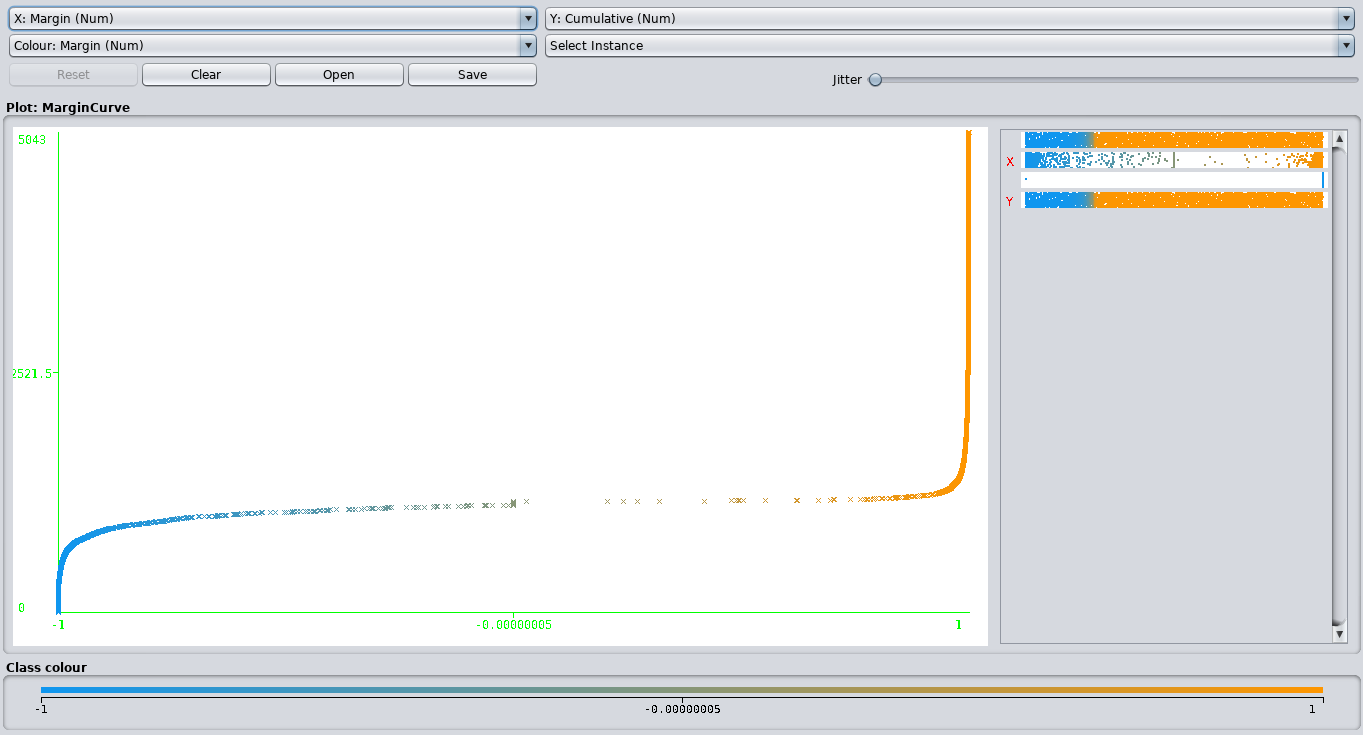 X: Margin (Num)
Y: Cumulative (Num)
Colour: Margin (Num)
Select Instance
Reset
Clear
Open
Save
Jitter
Plot: MarginCurve
5043
2521.5
0
-1
-0.00000005
1
X
Y
Class colour
-1
-0.00000005
1